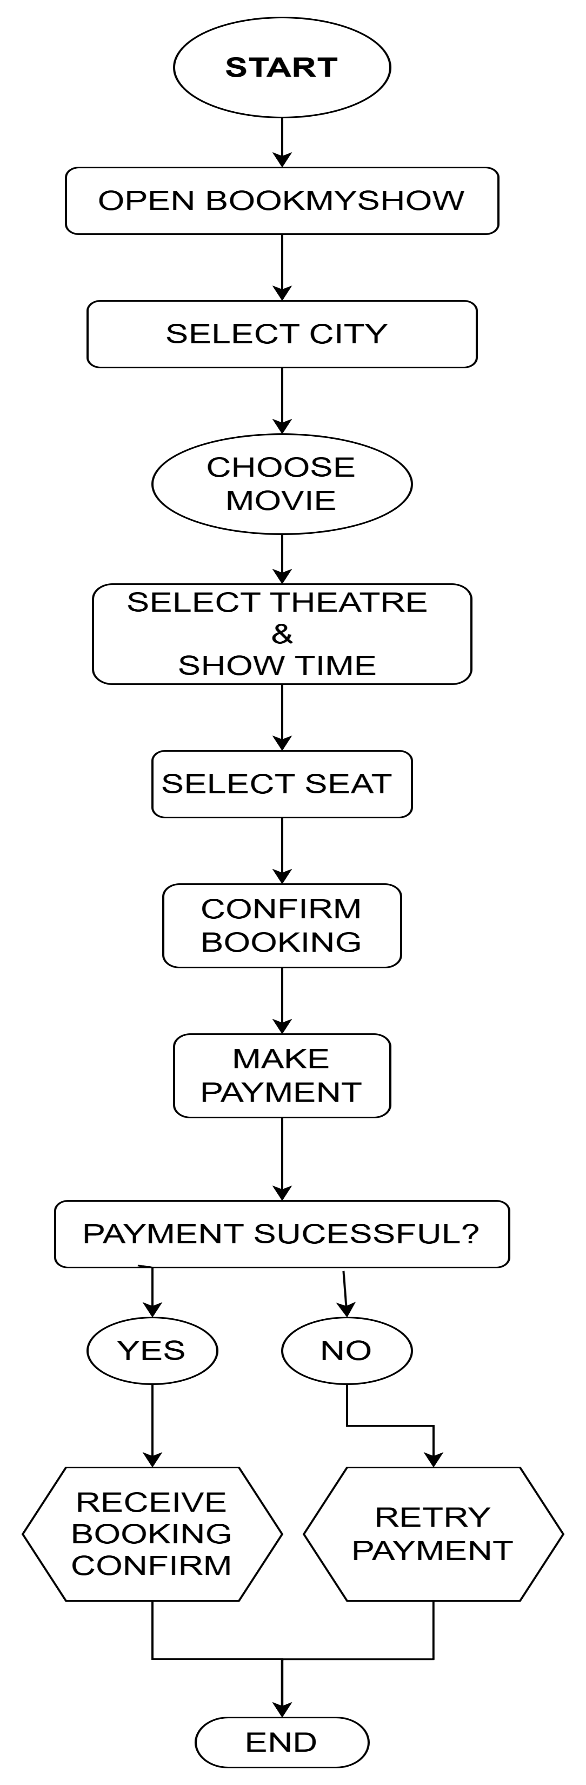 START
OPEN BOOKMYSHOW
SELECT CITY
CHOOSE
MOVIE
SELECT THEATRE
&
SHOW TIME
SELECT SEAT
CONFIRM
BOOKING
MAKE
PAYMENT
PAYMENT SUCESSFUL?
YES
NO
RECEIVE
BOOKING
CONFIRM
RETRY
PAYMENT
END